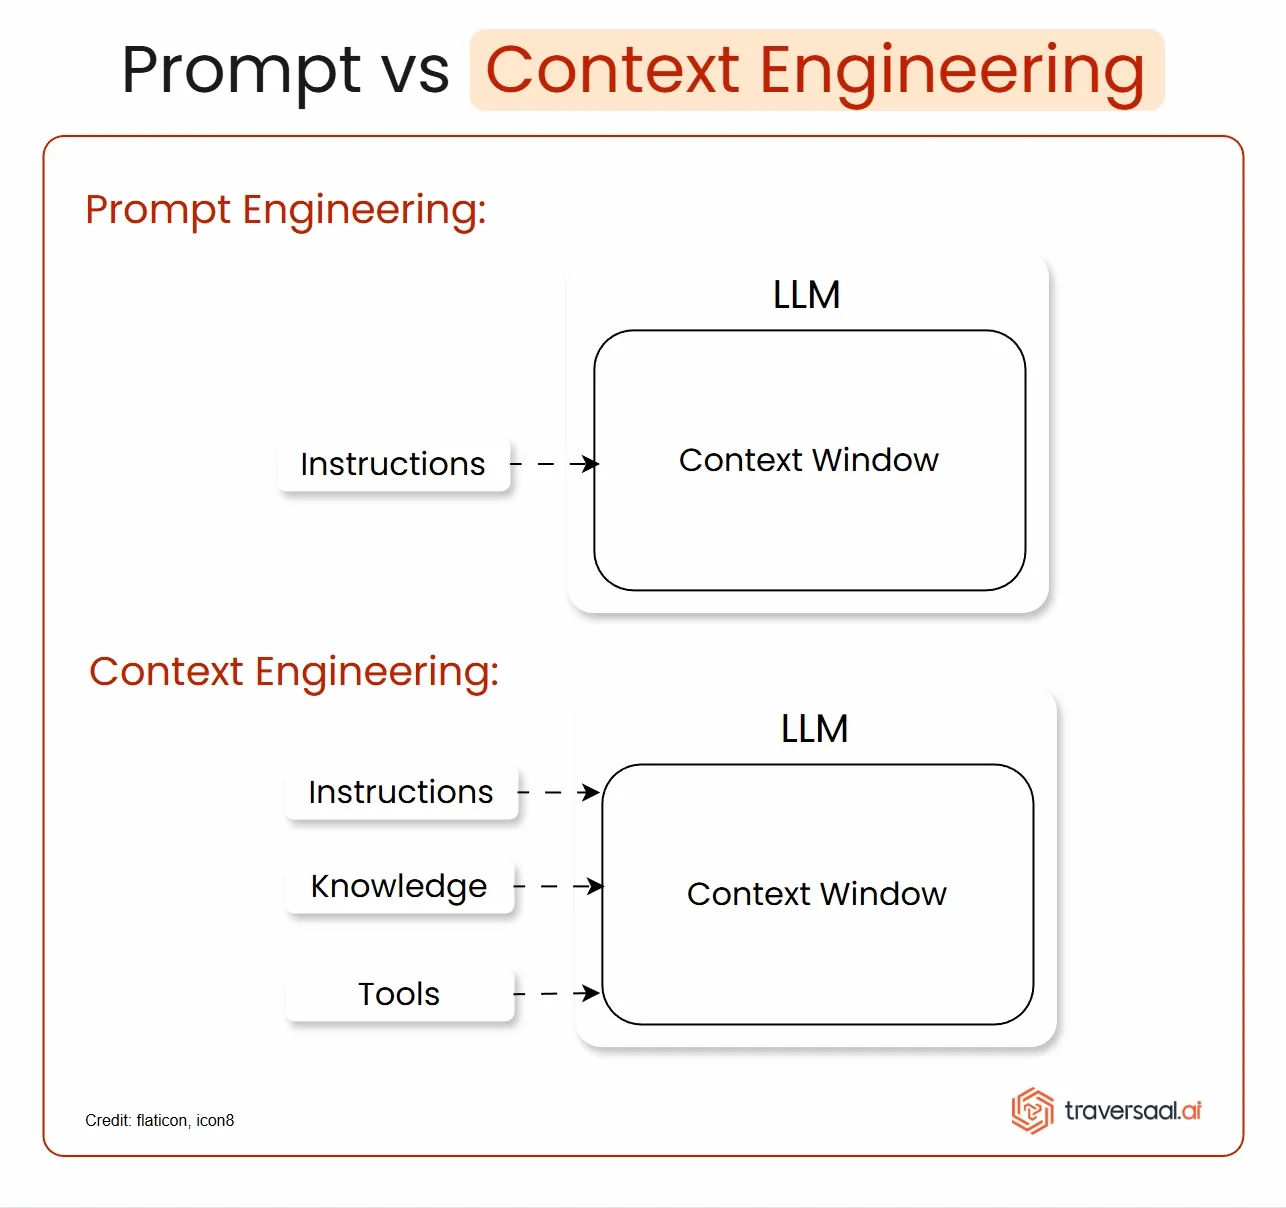 Prompt vs Context Engineering
Prompt Engineering:
LLM
Instructions
Context Window
Context Engineering:
LLM
Instructions
Knowledge
Context Window
Tools
Credit: flaticon, icon8
traversaal.ai